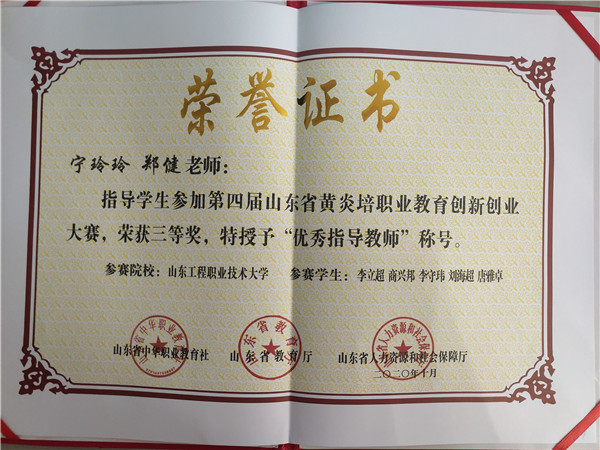 荣誉证书
宁玲玲 郑健老师：
指导学生参加第四届山东省黄炎培职业教育创新创业
大赛，荣获三等奖，特授予“优秀指导教师”称号。
参赛院校：山东工程职业技术大学 参赛学生：李立超 商兴邦 李守玮 刘海超 唐雅卓
山东省中华职业教育社 山东省教育厅 山东省人力资源和社会保障厅
二〇二〇年十月